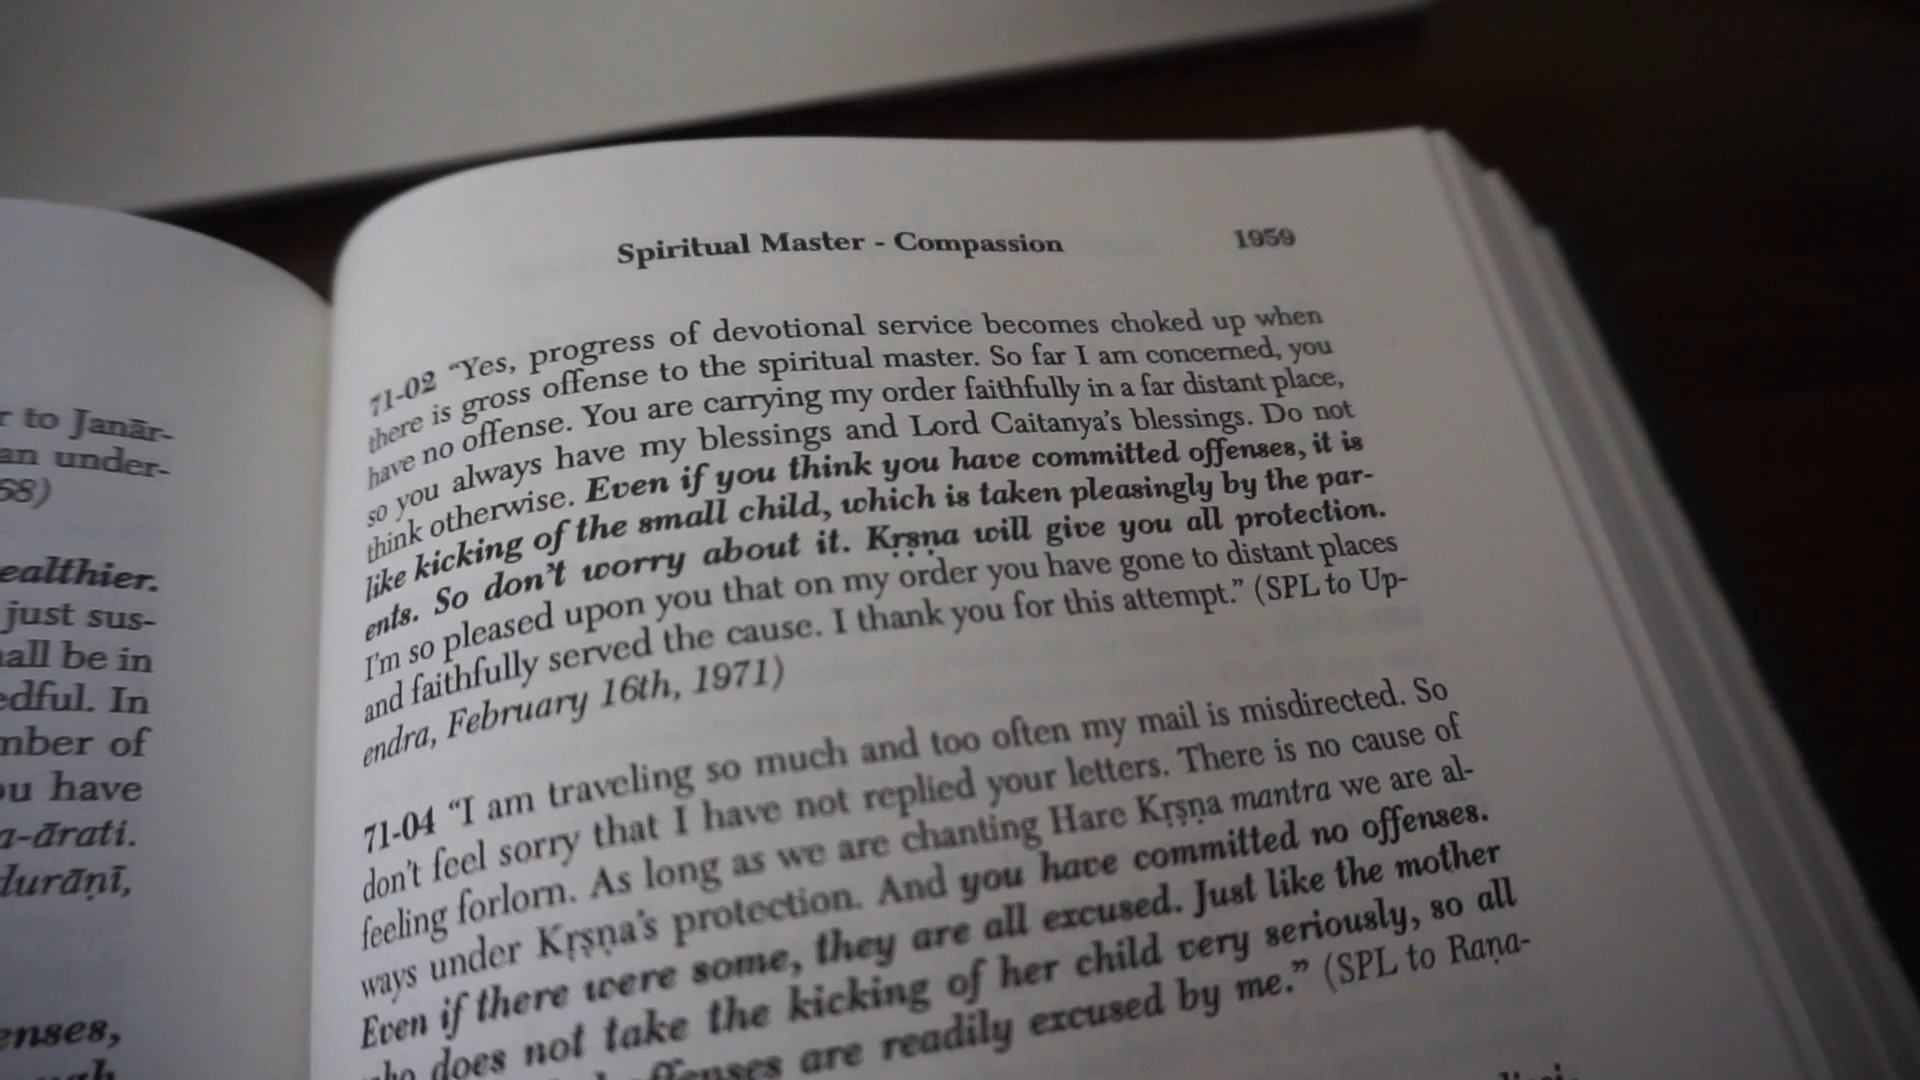 r to Janār-
an under-
68)
ealthier.
just sus-
all be in
edful. In
mber of
ou have
a-ārati.
durāṇī,
enses,
Spiritual Master - Compassion 1959
71-02 “Yes, progress of devotional service becomes choked up when
there is gross offense to the spiritual master. So far I am concerned, you
have no offense. You are carrying my order faithfully in a far distant place,
so you always have my blessings and Lord Caitanya’s blessings. Do not
think otherwise. Even if you think you have committed offenses, it is
like kicking of the small child, which is taken pleasingly by the par-
ents. So don’t worry about it. Kṛṣṇa will give you all protection.
I’m so pleased upon you that on my order you have gone to distant places
and faithfully served the cause. I thank you for this attempt.” (SPL to Up-
endra, February 16th, 1971)
71-04 “I am traveling so much and too often my mail is misdirected. So
don’t feel sorry that I have not replied your letters. There is no cause of
feeling forlorn. As long as we are chanting Hare Kṛṣṇa mantra we are al-
ways under Kṛṣṇa’s protection. And you have committed no offenses.
Even if there were some, they are all excused. Just like the mother
who does not take the kicking of her child very seriously, so all
offenses are readily excused by me.” (SPL to Raṇa-